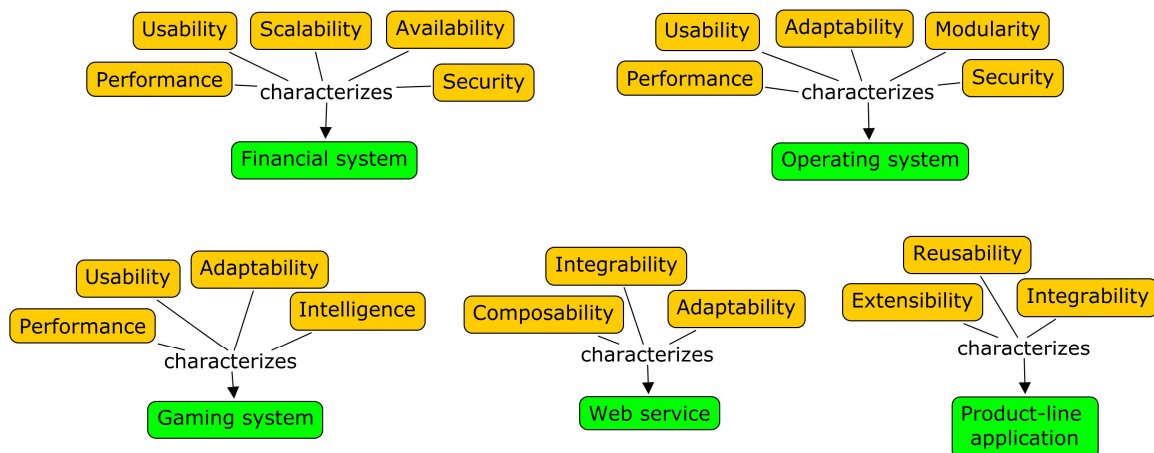 Usability
Scalability
Availability
Performance
Security
characterizes
Financial system
Usability
Adaptability
Modularity
Performance
Security
characterizes
Operating system
Usability
Adaptability
Performance
Intelligence
characterizes
Gaming system
Integrability
Composability
Adaptability
characterizes
Web service
Reusability
Extensibility
Integrability
characterizes
Product-line
application